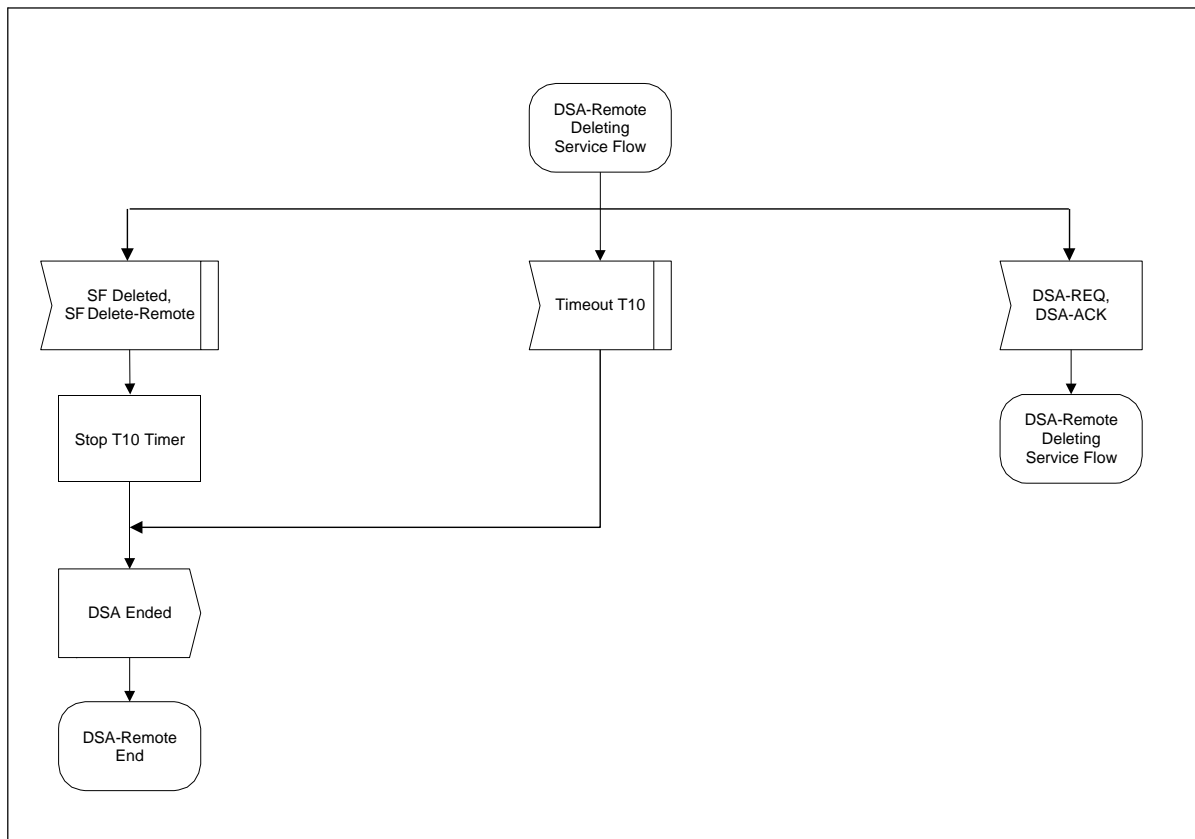 DSA-Remote
Deleting
Service Flow
SF Deleted,
SF Delete-Remote
Timeout T10
DSA-REQ,
DSA-ACK
Stop T10 Timer
DSA-Remote
Deleting
Service Flow
DSA Ended
DSA-Remote
End